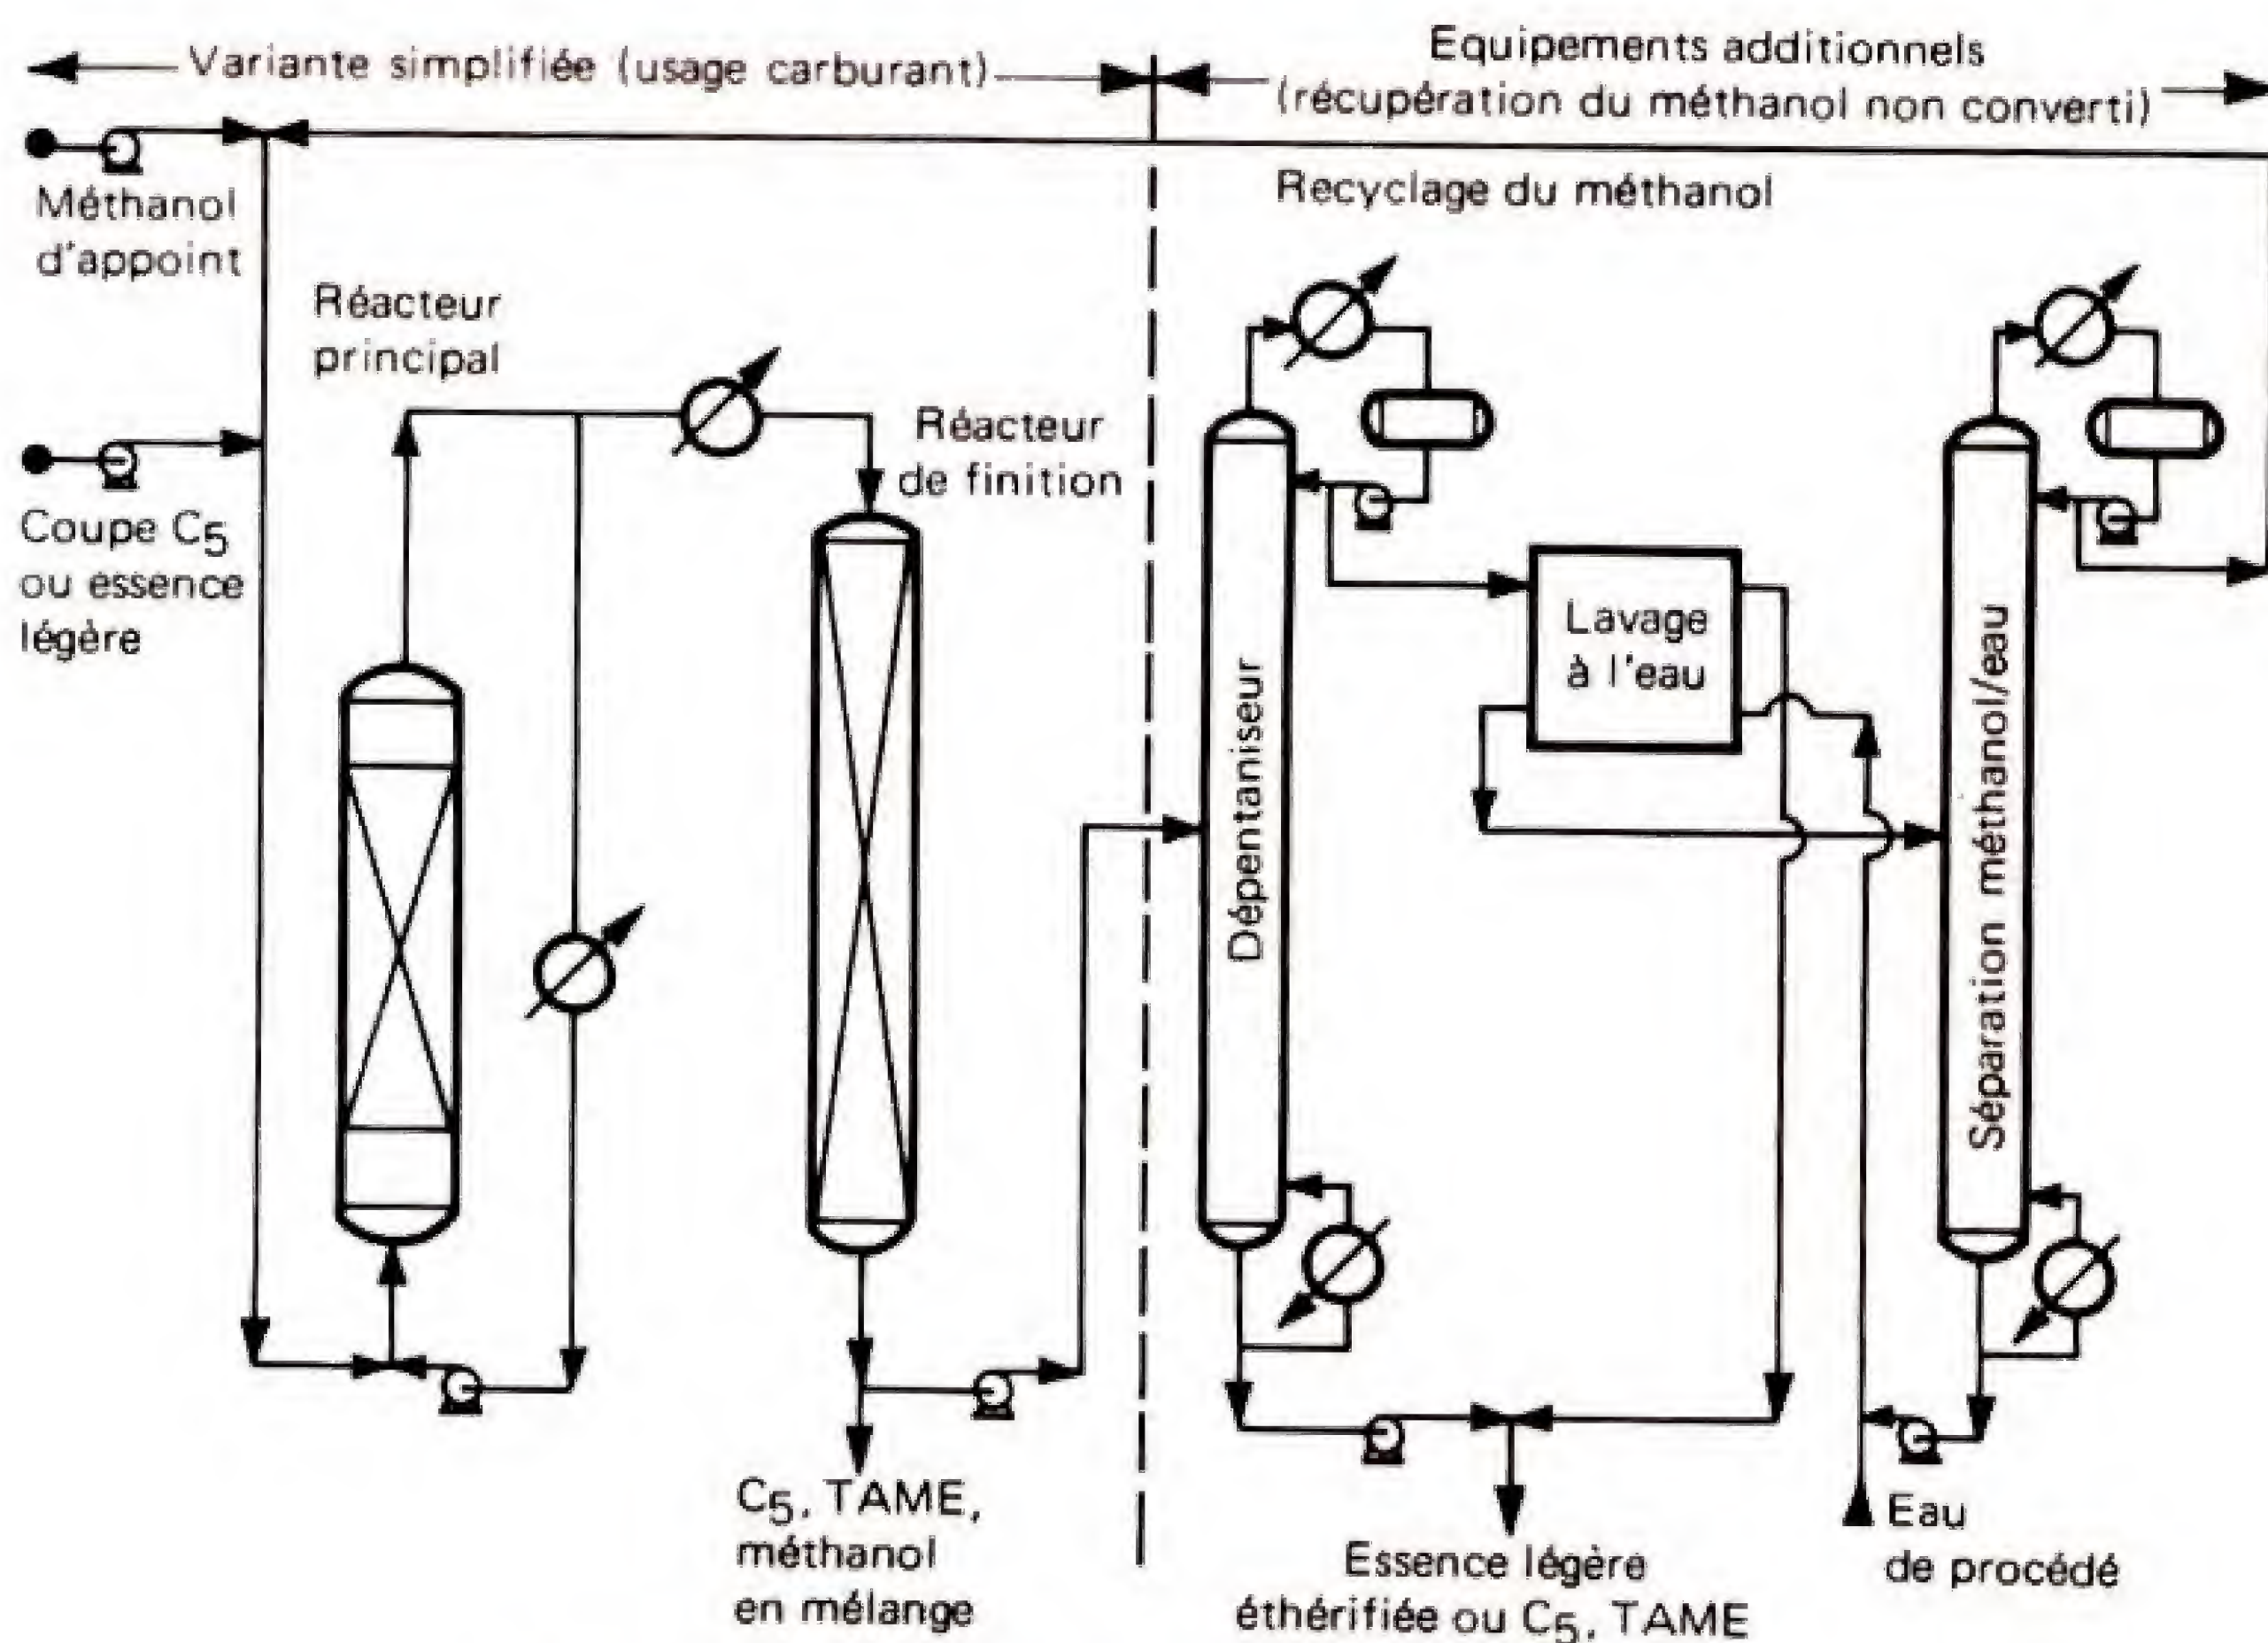 Variante simplifiée (usage carburant)
Equipements additionnels
(récupération du méthanol non converti)
Méthanol
d'appoint
Recyclage du méthanol
Réacteur
principal
Réacteur
de finition
Coupe C5
ou essence
légère
Lavage
à l'eau
Dépentaniseur
Séparation méthanol/eau
C5, TAME,
méthanol
en mélange
Essence légère
éthérifiée ou C5, TAME
Eau
de procédé